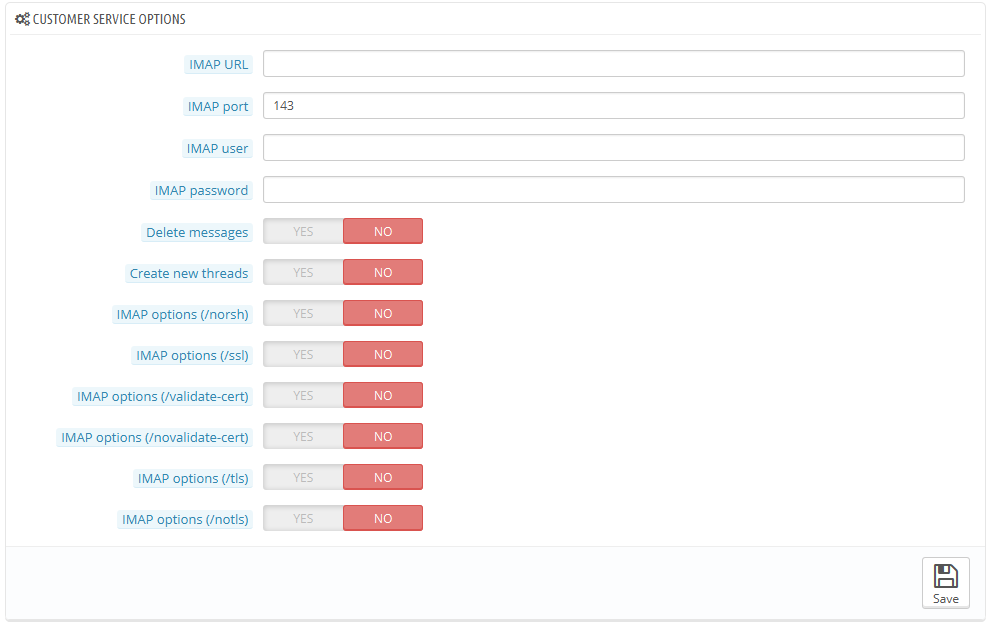 CUSTOMER SERVICE OPTIONS
IMAP URL
IMAP port 143
IMAP user
IMAP password
Delete messages YES NO
Create new threads YES NO
IMAP options (/norsh) YES NO
IMAP options (/ssl) YES NO
IMAP options (/validate-cert) YES NO
IMAP options (/novalidate-cert) YES NO
IMAP options (/tls) YES NO
IMAP options (/notls) YES NO
Save